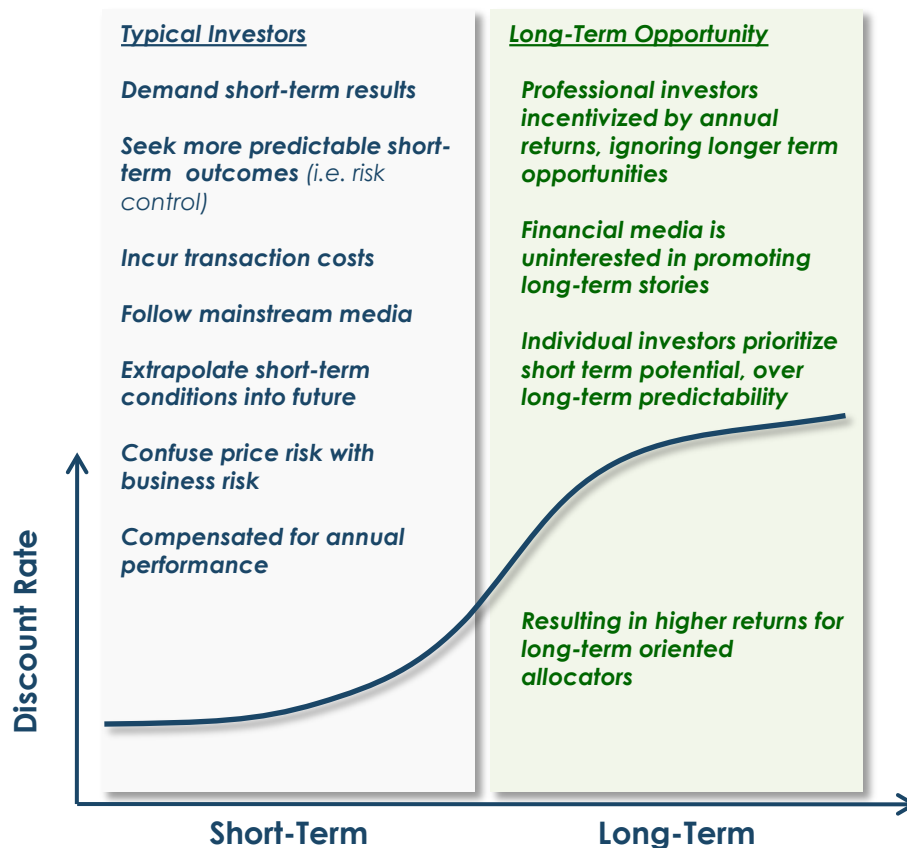 Typical Investors
Demand short-term results
Seek more predictable short-
term outcomes (i.e. risk
control)
Incur transaction costs
Follow mainstream media
Extrapolate short-term
conditions into future
Confuse price risk with
business risk
Compensated for annual
performance
Long-Term Opportunity
Professional investors
incentivized by annual
returns, ignoring longer term
opportunities
Financial media is
uninterested in promoting
long-term stories
Individual investors prioritize
short term potential, over
long-term predictability
Resulting in higher returns for
long-term oriented
allocators
Discount Rate
Short-Term
Long-Term